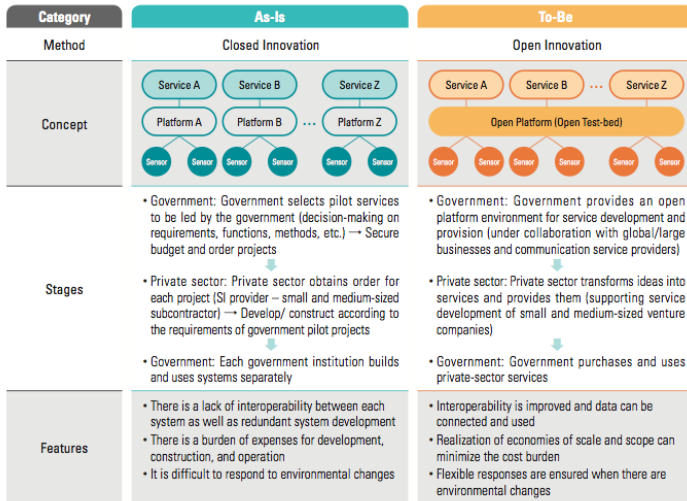 Category
As-Is
To-Be
Method
Closed Innovation
Open Innovation
Concept
Service A
Service B
Service Z
Platform A
Platform B
...
Platform Z
Sensor
Sensor
Sensor
Sensor
Sensor
Sensor
Service A
Service B
...
Service Z
Open Platform (Open Test-bed)
Sensor
Sensor
Sensor
Sensor
Sensor
Sensor
Stages
• Government: Government selects pilot services
to be led by the government (decision-making on
requirements, functions, methods, etc.) → Secure
budget and order projects
• Private sector: Private sector obtains order for
each project (SI provider – small and medium-sized
subcontractor) → Develop/ construct according to
the requirements of government pilot projects
• Government: Each government institution builds
and uses systems separately
• Government: Government provides an open
platform environment for service development and
provision (under collaboration with global/large
businesses and communication service providers)
• Private sector: Private sector transforms ideas into
services and provides them (supporting service
development of small and medium-sized venture
companies)
• Government: Government purchases and uses
private-sector services
Features
• There is a lack of interoperability between each
system as well as redundant system development
• There is a burden of expenses for development,
construction, and operation
• It is difficult to respond to environmental changes
• Interoperability is improved and data can be
connected and used
• Realization of economies of scale and scope can
minimize the cost burden
• Flexible responses are ensured when there are
environmental changes